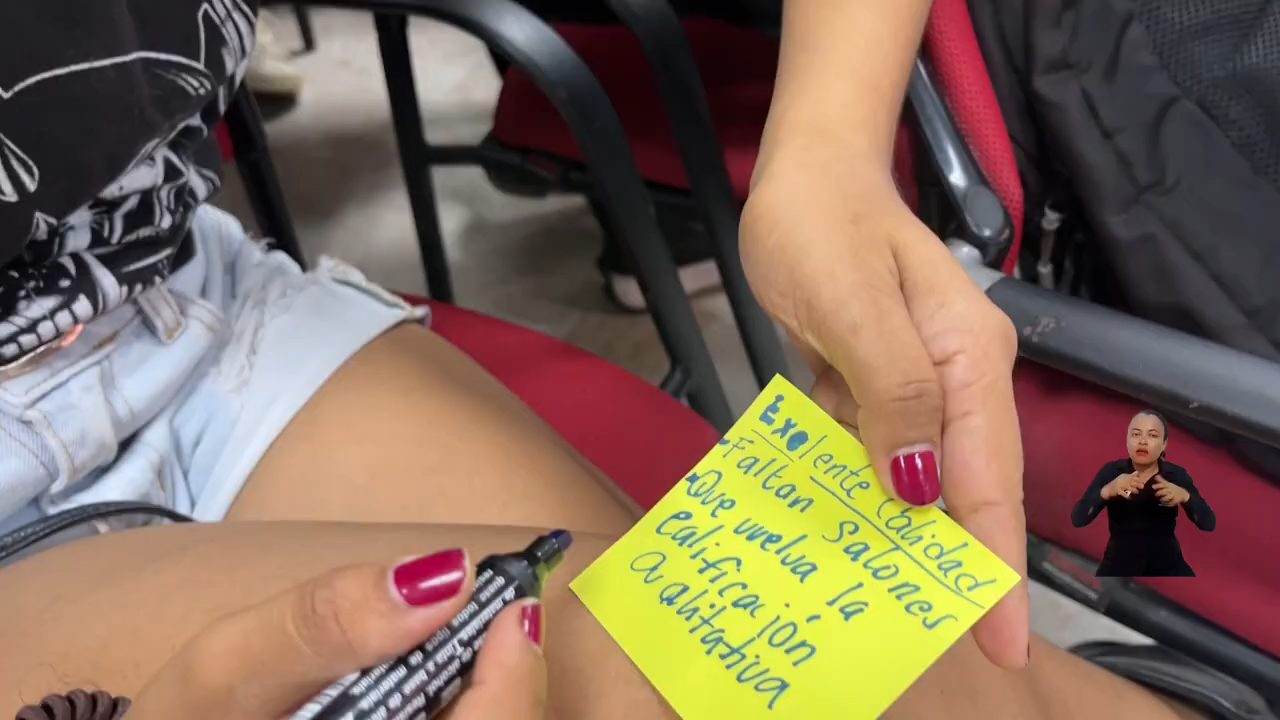 Exelente Calidad
-Faltan Salones
-Que vuelva la
calificación
cualitativa